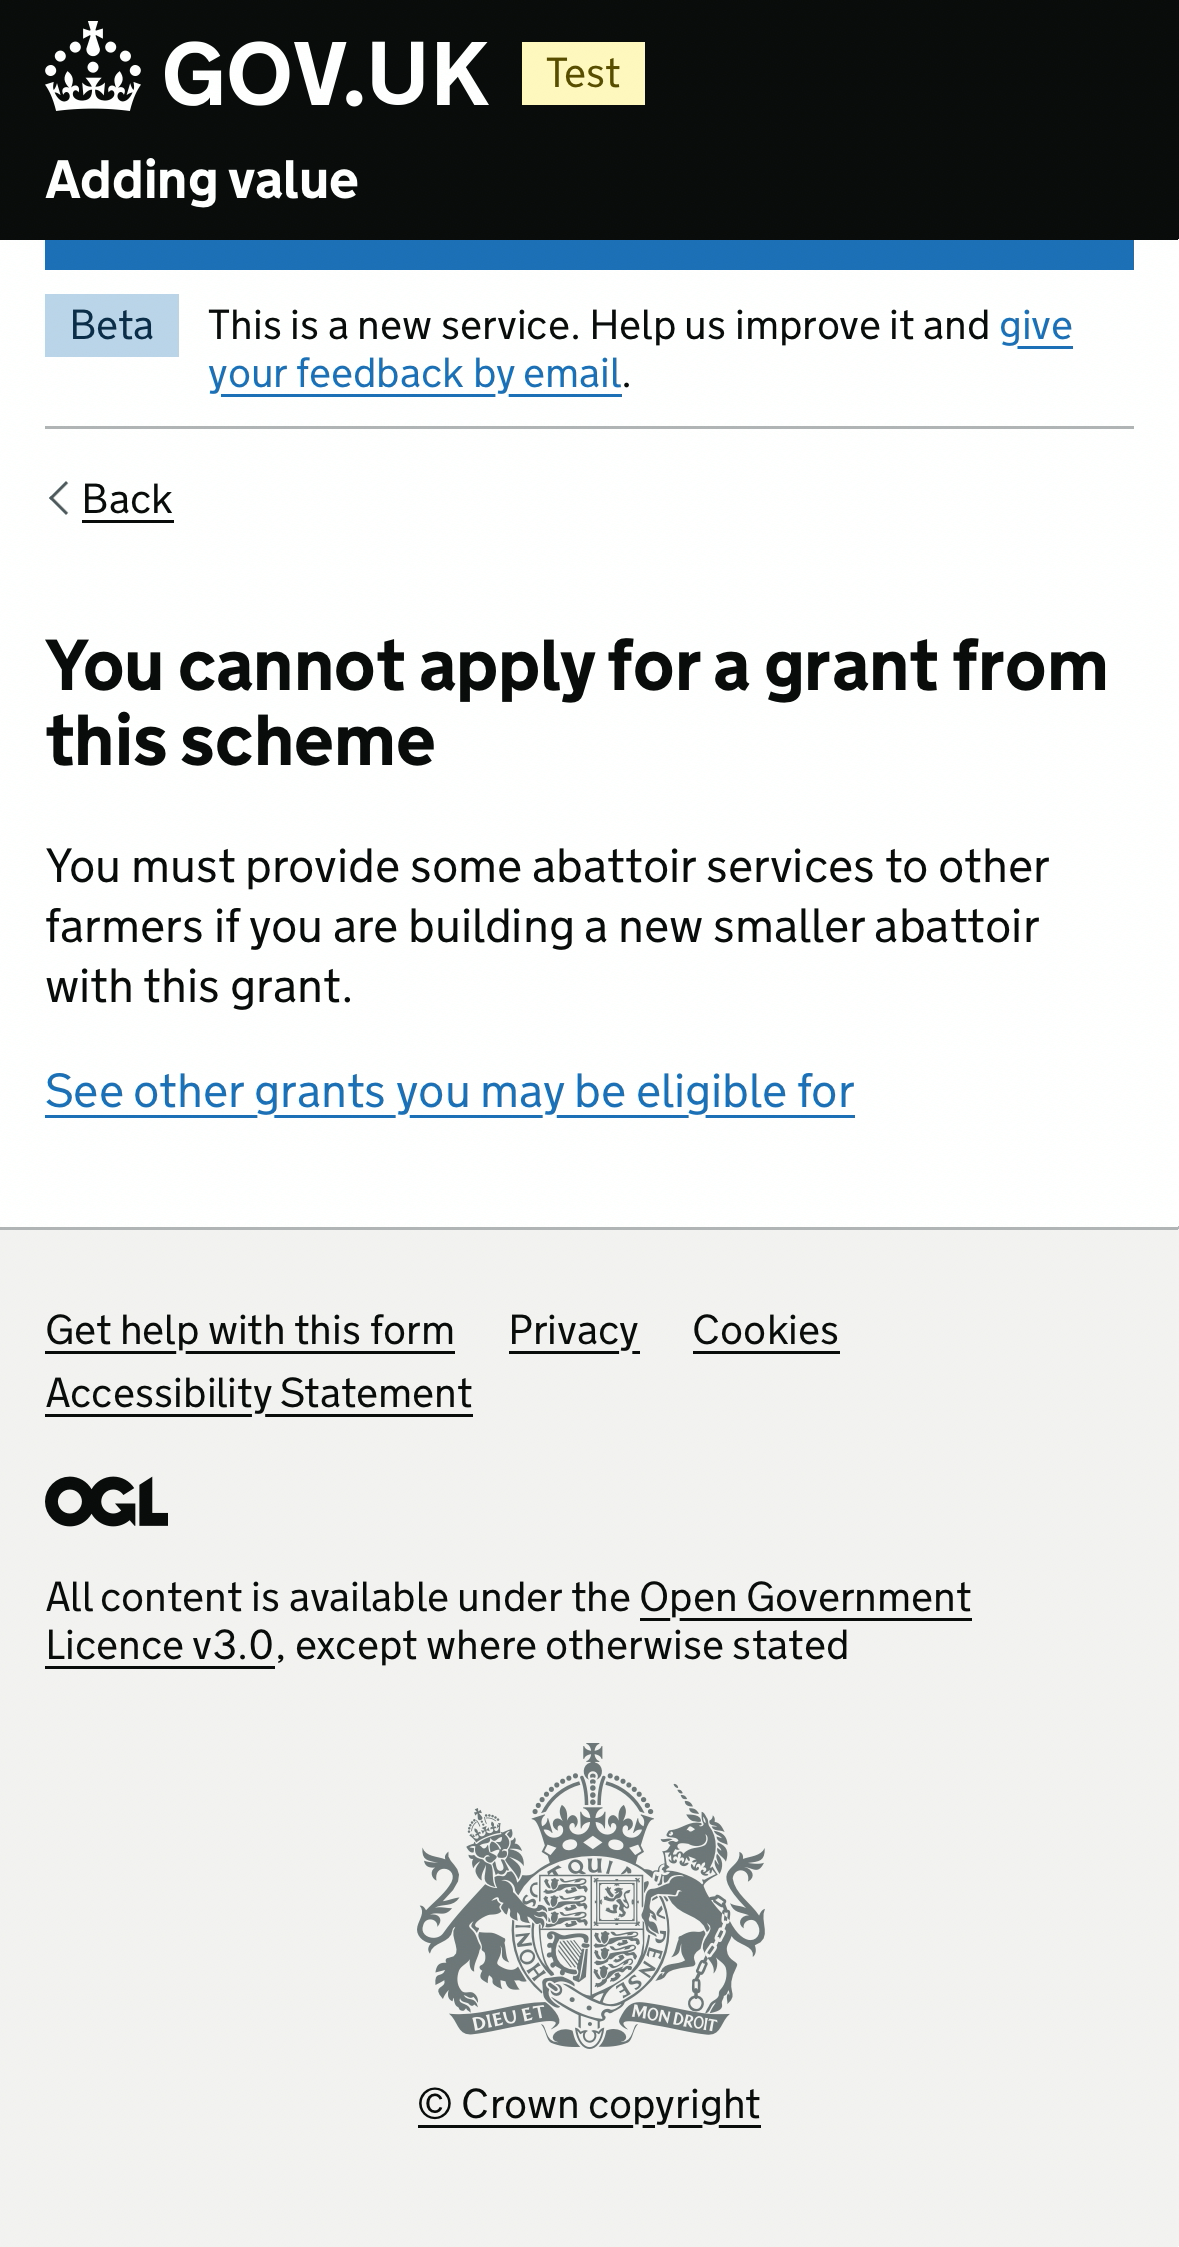 GOV.UK Test
Adding value
Beta
This is a new service. Help us improve it and give
your feedback by email.
Back
You cannot apply for a grant from
this scheme
You must provide some abattoir services to other
farmers if you are building a new smaller abattoir
with this grant.
See other grants you may be eligible for
Get help with this form Privacy Cookies
Accessibility Statement
OGL
All content is available under the Open Government
Licence v3.0, except where otherwise stated
QUI
HONI
PENSE
DIEU ET MON DROIT
© Crown copyright